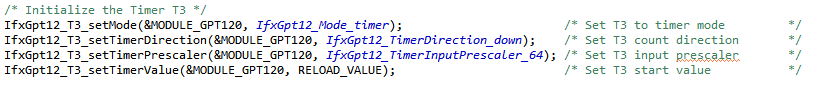 /* Initialize the Timer T3 */
IfxGpt12_T3_setMode(&MODULE_GPT120, IfxGpt12_Mode_timer); /* Set T3 to timer mode */
IfxGpt12_T3_setTimerDirection(&MODULE_GPT120, IfxGpt12_TimerDirection_down); /* Set T3 count direction */
IfxGpt12_T3_setTimerPrescaler(&MODULE_GPT120, IfxGpt12_TimerInputPrescaler_64); /* Set T3 input prescaler */
IfxGpt12_T3_setTimerValue(&MODULE_GPT120, RELOAD_VALUE); /* Set T3 start value */